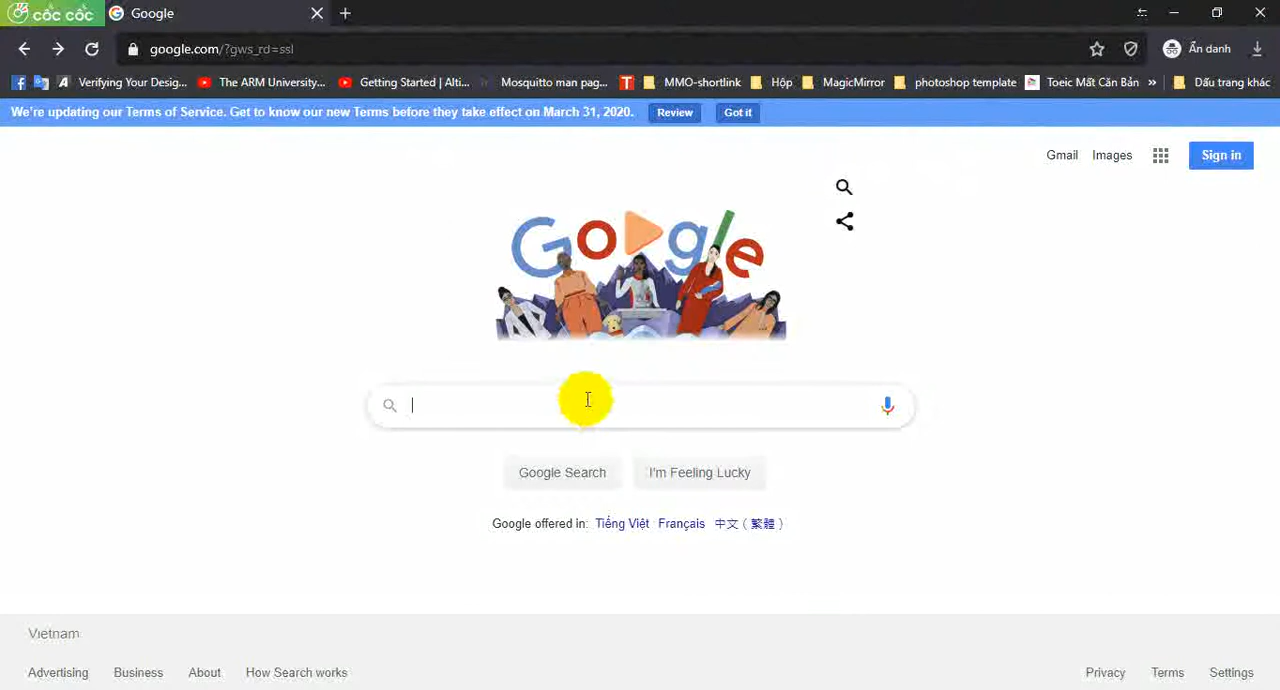 cốc cốc
Google
google.com/?gws_rd=ssl
Ẩn danh
Verifying Your Desig... The ARM University... Getting Started | Alti... Mosquitto man pag... T MMO-shortlink Hộp MagicMirror photoshop template Toeic Mất Căn Bản » Dấu trang khác
We're updating our Terms of Service. Get to know our new Terms before they take effect on March 31, 2020. Review Got it
Gmail Images Sign in
Google
Google Search I'm Feeling Lucky
Google offered in: Tiếng Việt Français 中文（繁體）
Vietnam
Advertising Business About How Search works Privacy Terms Settings